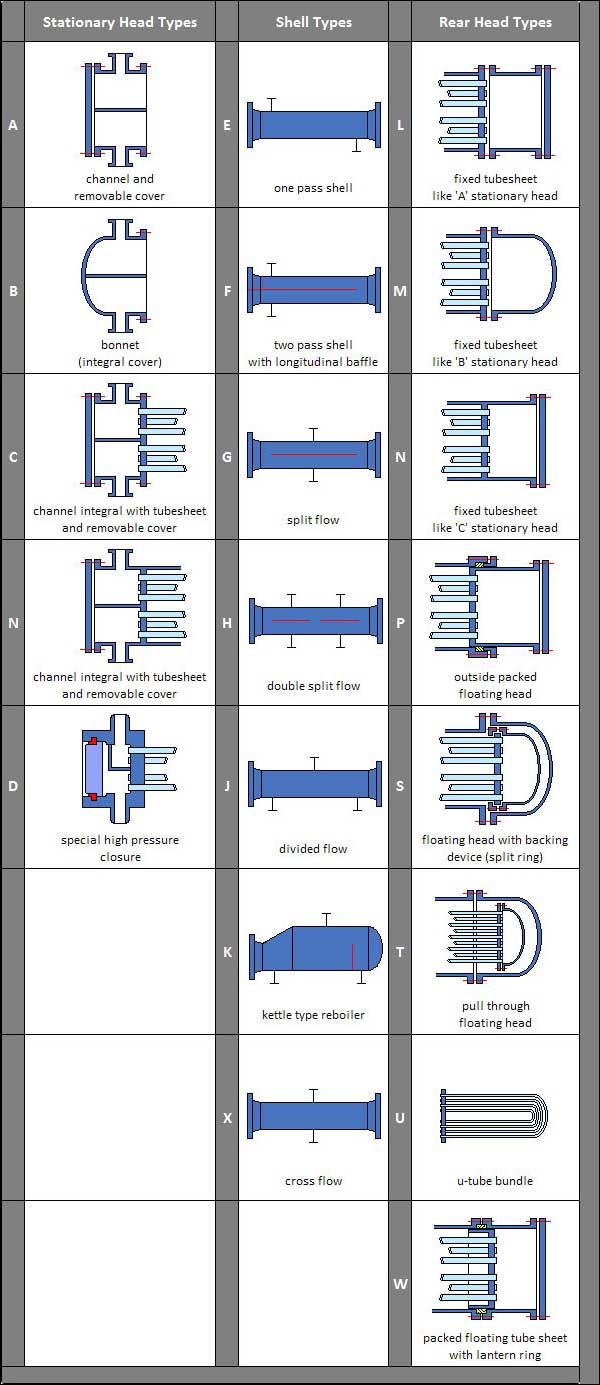 Stationary Head Types
Shell Types
Rear Head Types
A
channel and
removable cover
E
one pass shell
L
fixed tubesheet
like 'A' stationary head
B
bonnet
(integral cover)
F
two pass shell
with longitudinal baffle
M
fixed tubesheet
like 'B' stationary head
C
channel integral with tubesheet
and removable cover
G
split flow
N
fixed tubesheet
like 'C' stationary head
N
channel integral with tubesheet
and removable cover
H
double split flow
P
outside packed
floating head
D
special high pressure
closure
J
divided flow
S
floating head with backing
device (split ring)
K
kettle type reboiler
T
pull through
floating head
X
cross flow
U
u-tube bundle
W
packed floating tube sheet
with lantern ring